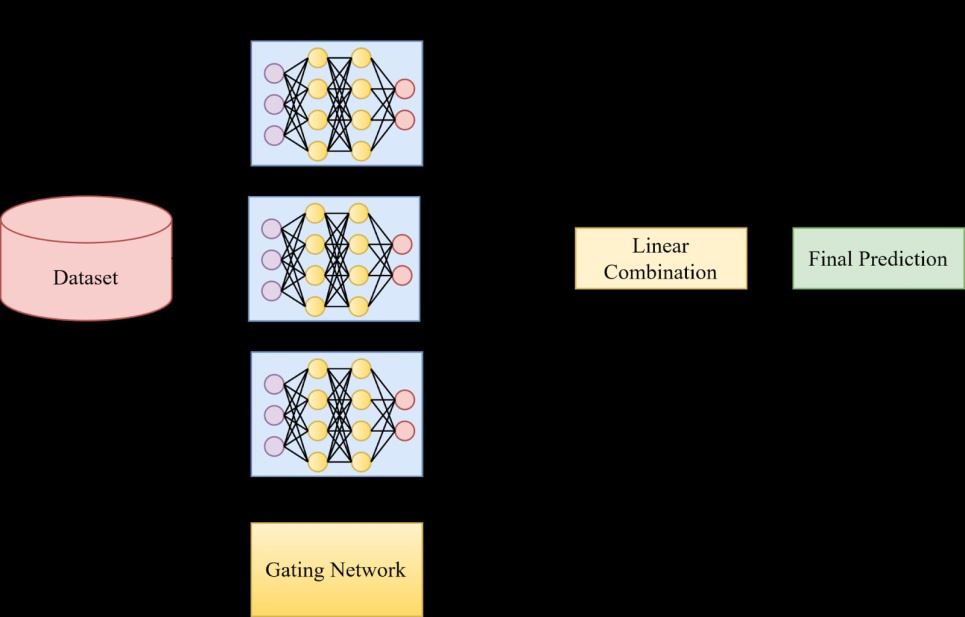 Dataset
Linear
Combination
Final Prediction
Gating Network